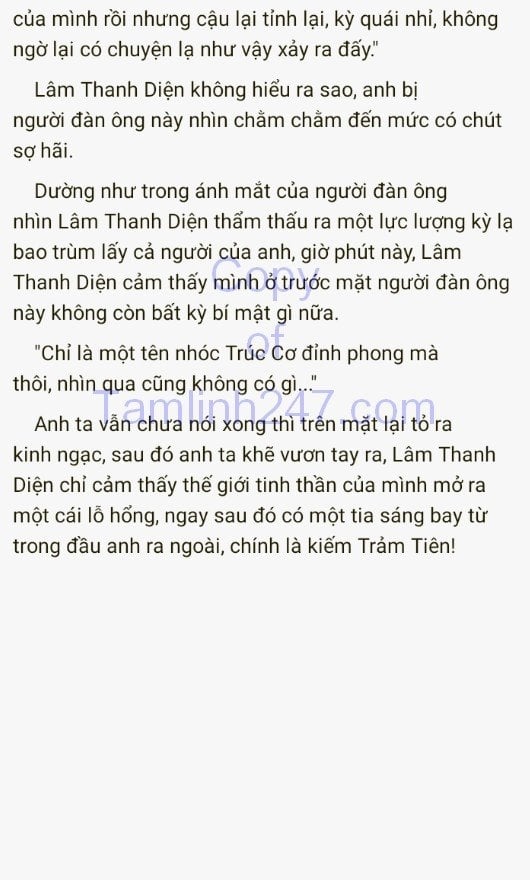 của mình rồi nhưng cậu lại tỉnh lại, kỳ quái nhỉ, không
ngờ lại có chuyện lạ như vậy xảy ra đấy."
Lâm Thanh Diện không hiểu ra sao, anh bị
người đàn ông này nhìn chằm chằm đến mức có chút
sợ hãi.
Dường như trong ánh mắt của người đàn ông
nhìn Lâm Thanh Diện thẩm thấu ra một lực lượng kỳ lạ
bao trùm lấy cả người của anh, giờ phút này, Lâm
Thanh Diện cảm thấy mình ở trước mặt người đàn ông
này không còn bất kỳ bí mật gì nữa.
"Chỉ là một tên nhóc Trúc Cơ đỉnh phong mà
thôi, nhìn qua cũng không có gì..."
Anh ta vẫn chưa nói xong thì trên mặt lại tỏ ra
kinh ngạc, sau đó anh ta khẽ vươn tay ra, Lâm Thanh
Diện chỉ cảm thấy thế giới tinh thần của mình mở ra
một cái lỗ hổng, ngay sau đó có một tia sáng bay từ
trong đầu anh ra ngoài, chính là kiếm Trảm Tiên!
Copy
of
Tamlinh247.com